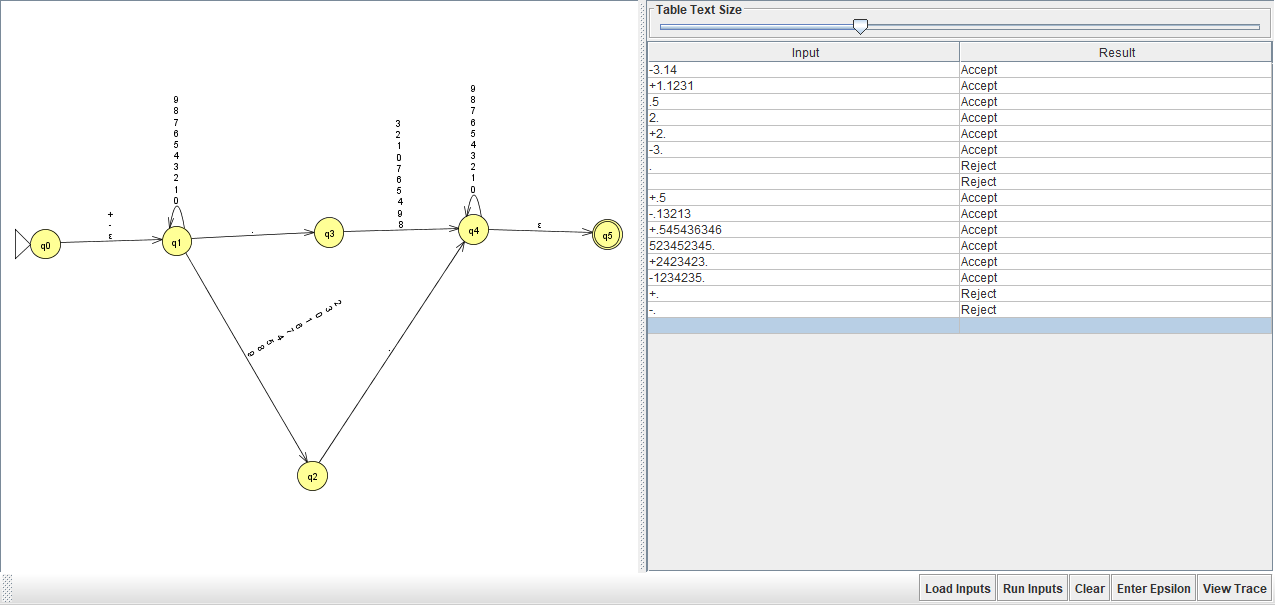 +
-
ε
9
8
7
6
5
4
3
2
1
0
3
2
1
0
7
6
5
4
9
8
9
8
7
6
5
4
3
2
1
0
ε
.
q0
q1
q3
q4
q5
2
3
0
1
6
7
4
5
8
9
.
q2
Table Text Size
Input Result
-3.14 Accept
+1.1231 Accept
.5 Accept
2. Accept
+2. Accept
-3. Accept
. Reject
Reject
+.5 Accept
-.13213 Accept
+.545436346 Accept
523452345. Accept
+2423423. Accept
-1234235. Accept
+. Reject
-. Reject
Load Inputs Run Inputs Clear Enter Epsilon View Trace